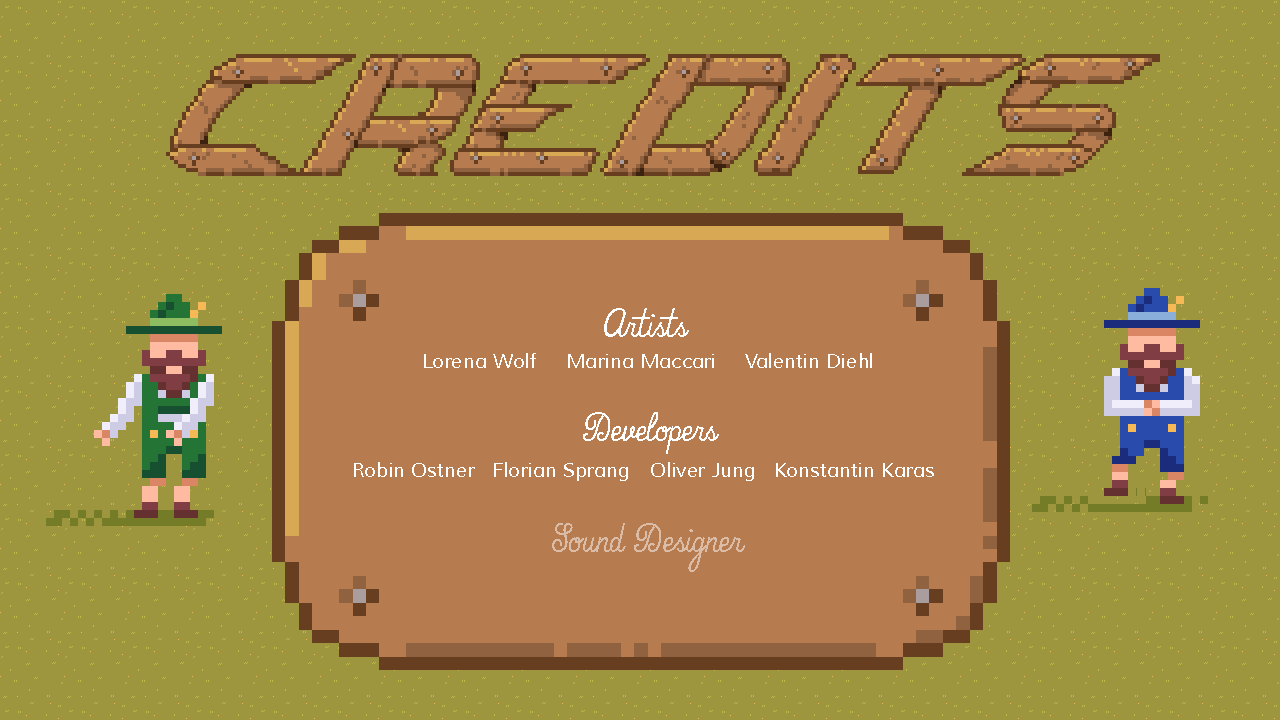 CREDITS
Artists
Lorena Wolf Marina Maccari Valentin Diehl
Developers
Robin Ostner Florian Sprang Oliver Jung Konstantin Karas
Sound Designer